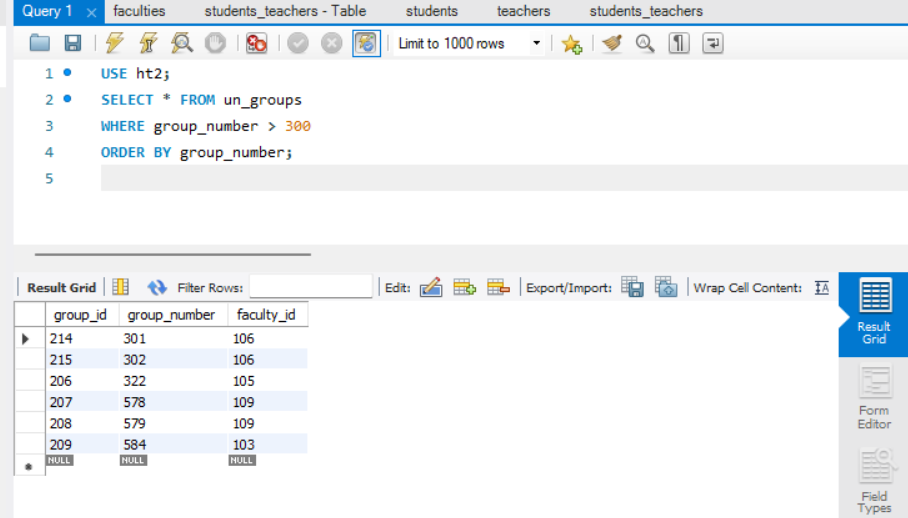 Query 1 faculties students_teachers - Table students teachers students_teachers
Limit to 1000 rows
1 USE ht2;
2 SELECT * FROM un_groups
3 WHERE group_number > 300
4 ORDER BY group_number;
5
Result Grid Filter Rows: Edit: Export/Import: Wrap Cell Content:
group_id group_number faculty_id
214 301 106
215 302 106
206 322 105
207 578 109
208 579 109
209 584 103
NULL NULL NULL
Result
Grid
Form
Editor
Field
Types